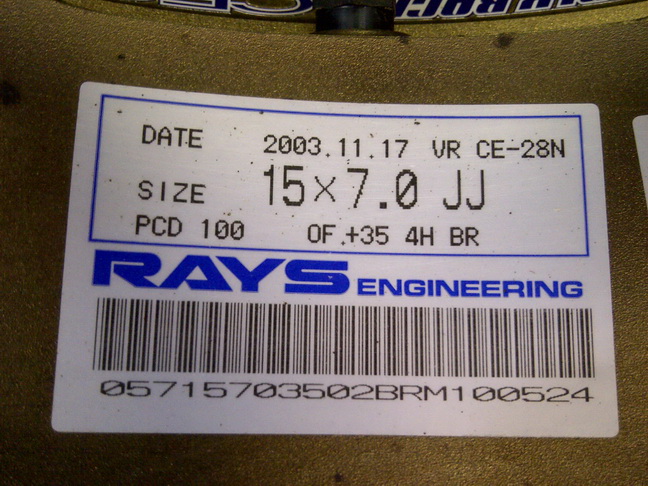 DATE 2003.11.17 VR CE-28N
SIZE 15×7.0 JJ
PCD 100 OF.+35 4H BR
RAYS ENGINEERING
05715703502BRM100524